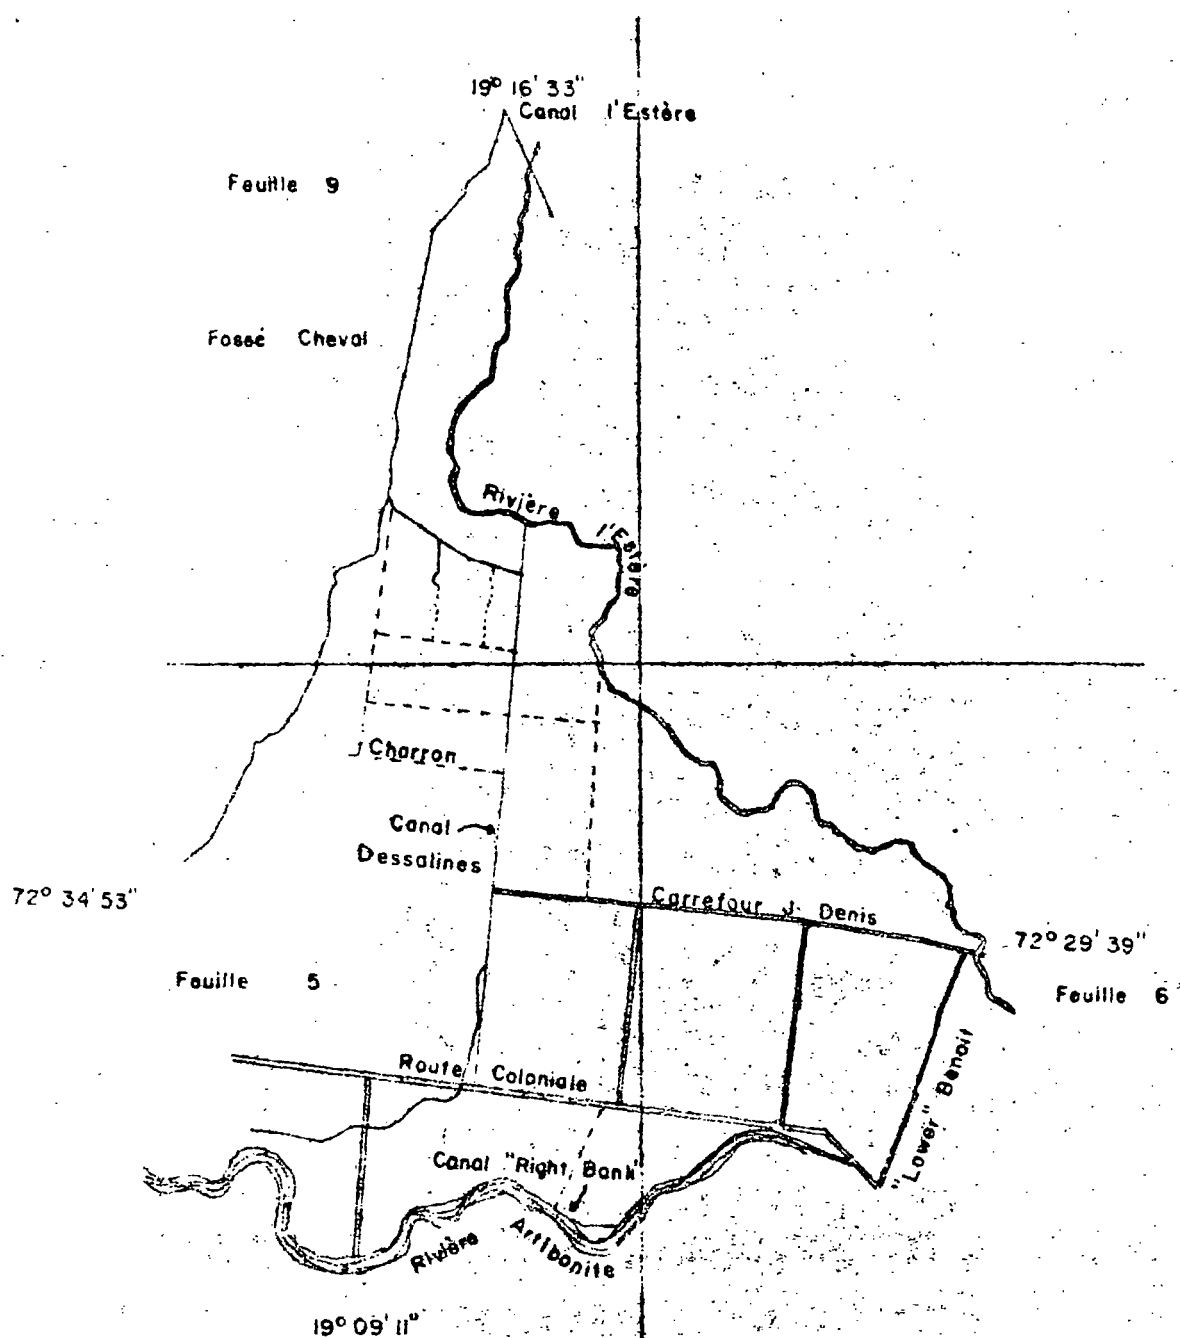 19° 16' 33"
Canal l'Estère
Feuille 9
Fossé Cheval
Rivière l'Estère
Charron
Canal
Dessalines
72° 34' 53"
Carrefour J. Denis
72° 29' 39"
Feuille 5
Feuille 6
Route Coloniale
"Lower" Benoit
Canal "Right Bank"
Rivière Artibonite
19° 09' 11"